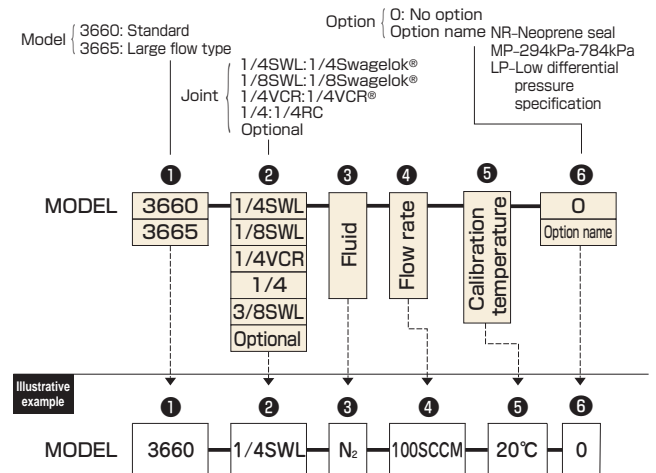 Model
3660: Standard
3665: Large flow type
Option
0: No option
Option name
NR–Neoprene seal
MP–294kPa-784kPa
LP–Low differential
pressure
specification
Joint
1/4SWL:1/4Swagelok®
1/8SWL:1/8Swagelok®
1/4VCR:1/4VCR®
1/4:1/4RC
Optional
❶ ❷ ❸ ❹ ❺ ❻
MODEL
3660
3665
1/4SWL
1/8SWL
1/4VCR
1/4
3/8SWL
Optional
Fluid
Flow rate
Calibration
temperature
0
Option name
Illustrative
example
❶ ❷ ❸ ❹ ❺ ❻
MODEL 3660 1/4SWL N₂ 100SCCM 20℃ 0